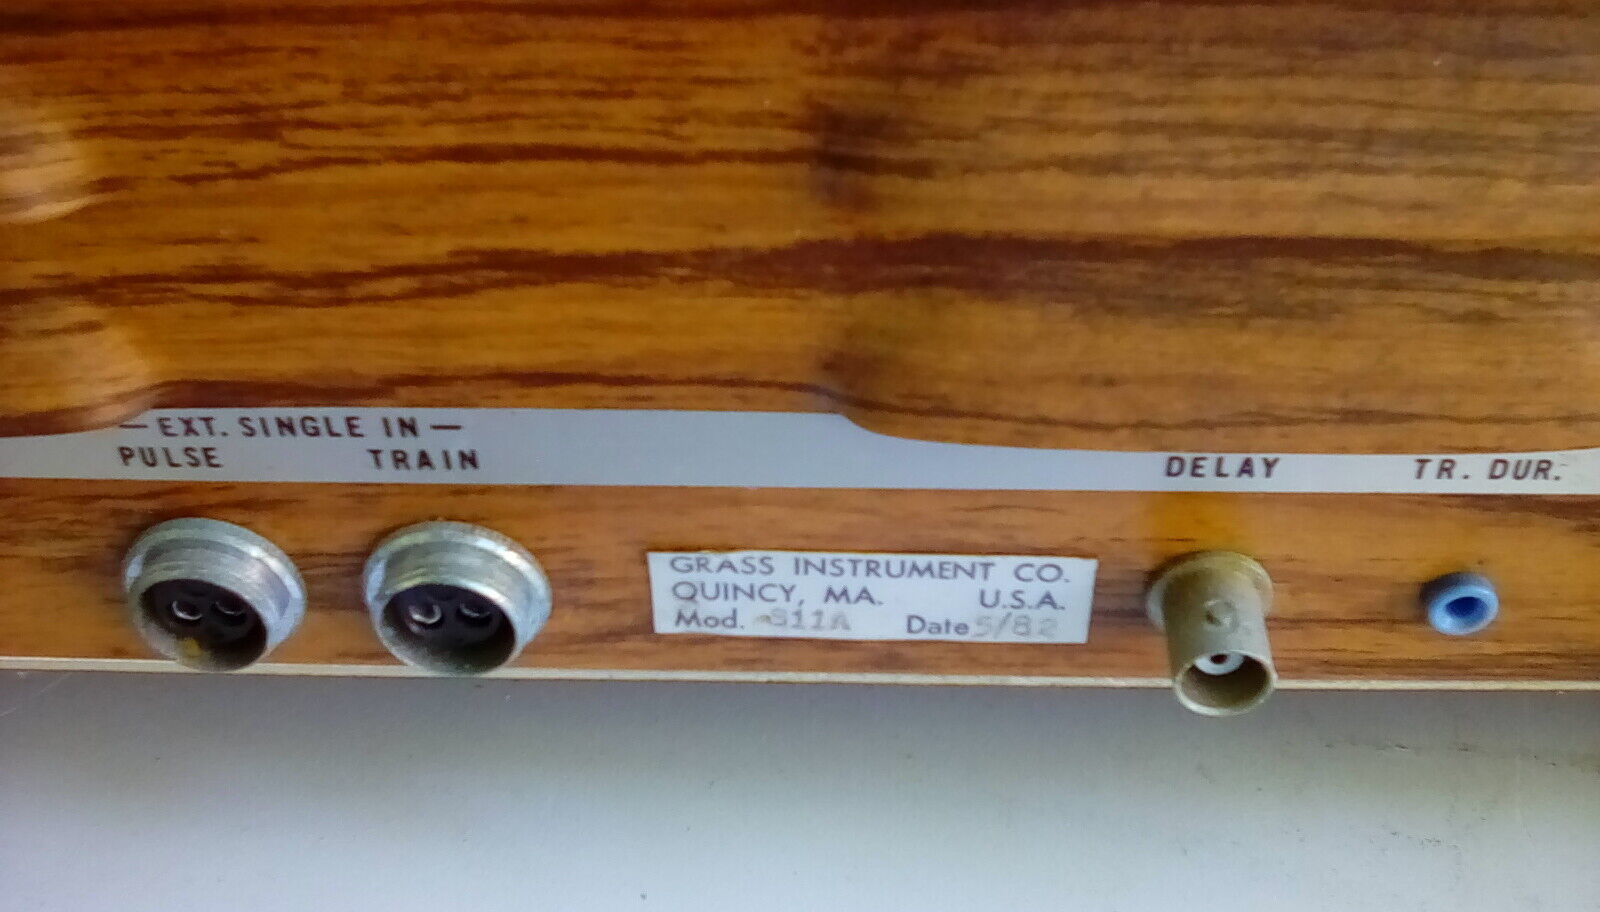 — EXT. SINGLE IN —
PULSE TRAIN
DELAY TR. DUR.
GRASS INSTRUMENT CO.
QUINCY, MA. U.S.A.
Mod. S11A Date 5/82